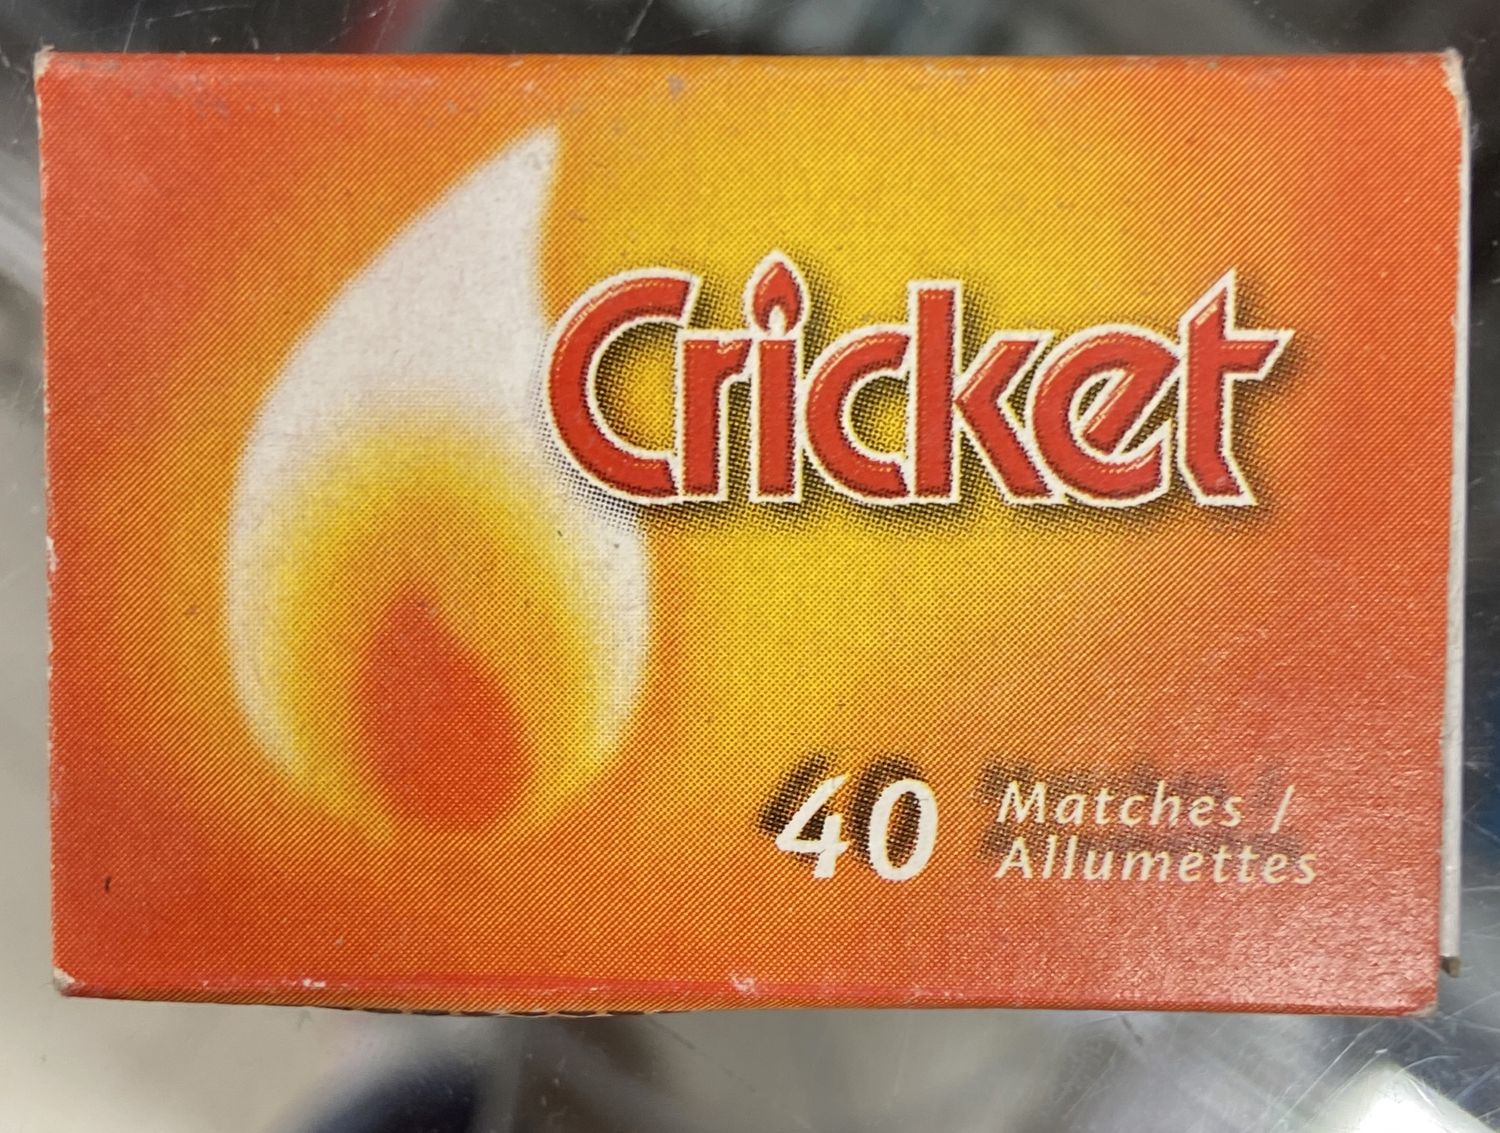 Cricket
40 Matches /
Allumettes